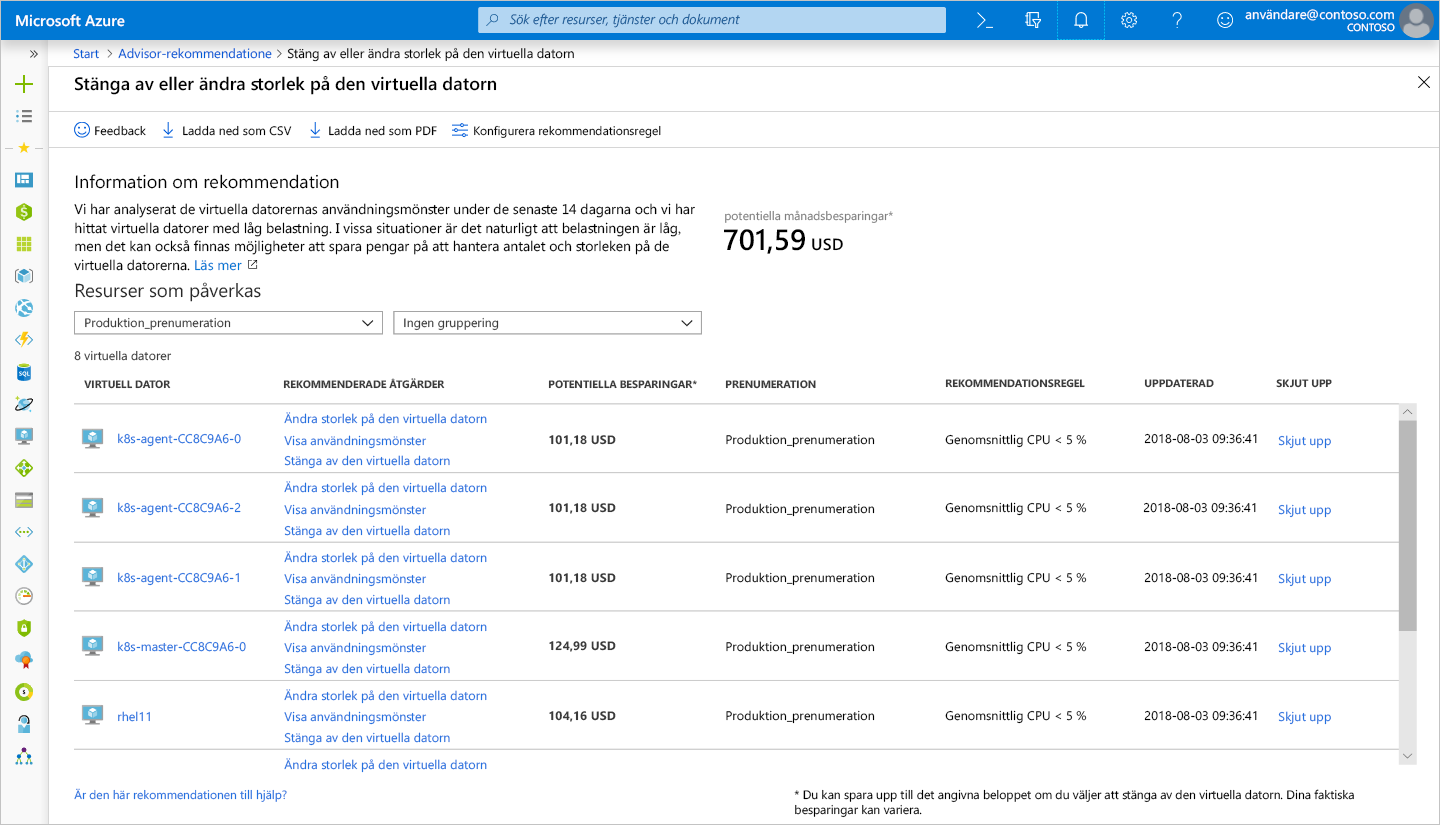 Microsoft Azure
Sök efter resurser, tjänster och dokument
användare@contoso.com
CONTOSO
Start > Advisor-rekommendatione > Stäng av eller ändra storlek på den virtuella datorn
Stänga av eller ändra storlek på den virtuella datorn
Feedback Ladda ned som CSV Ladda ned som PDF Konfigurera rekommendationsregel
Information om rekommendation
Vi har analyserat de virtuella datorernas användningsmönster under de senaste 14 dagarna och vi har
hittat virtuella datorer med låg belastning. I vissa situationer är det naturligt att belastningen är låg,
men det kan också finnas möjligheter att spara pengar på att hantera antalet och storleken på de
virtuella datorerna. Läs mer
potentiella månadsbesparingar*
701,59 USD
Resurser som påverkas
Produktion_prenumeration Ingen gruppering
8 virtuella datorer
VIRTUELL DATOR REKOMMENDERADE ÅTGÄRDER POTENTIELLA BESPARINGAR* PRENUMERATION REKOMMENDATIONSREGEL UPPDATERAD SKJUT UPP
Ändra storlek på den virtuella datorn
k8s-agent-CC8C9A6-0 Visa användningsmönster 101,18 USD Produktion_prenumeration Genomsnittlig CPU < 5 % 2018-08-03 09:36:41 Skjut upp
Stänga av den virtuella datorn
Ändra storlek på den virtuella datorn
k8s-agent-CC8C9A6-2 Visa användningsmönster 101,18 USD Produktion_prenumeration Genomsnittlig CPU < 5 % 2018-08-03 09:36:41 Skjut upp
Stänga av den virtuella datorn
Ändra storlek på den virtuella datorn
k8s-agent-CC8C9A6-1 Visa användningsmönster 101,18 USD Produktion_prenumeration Genomsnittlig CPU < 5 % 2018-08-03 09:36:41 Skjut upp
Stänga av den virtuella datorn
Ändra storlek på den virtuella datorn
k8s-master-CC8C9A6-0 Visa användningsmönster 124,99 USD Produktion_prenumeration Genomsnittlig CPU < 5 % 2018-08-03 09:36:41 Skjut upp
Stänga av den virtuella datorn
Ändra storlek på den virtuella datorn
rhel11 Visa användningsmönster 104,16 USD Produktion_prenumeration Genomsnittlig CPU < 5 % 2018-08-03 09:36:41 Skjut upp
Stänga av den virtuella datorn
Ändra storlek på den virtuella datorn
Är den här rekommendationen till hjälp?
* Du kan spara upp till det angivna beloppet om du väljer att stänga av den virtuella datorn. Dina faktiska
besparingar kan variera.